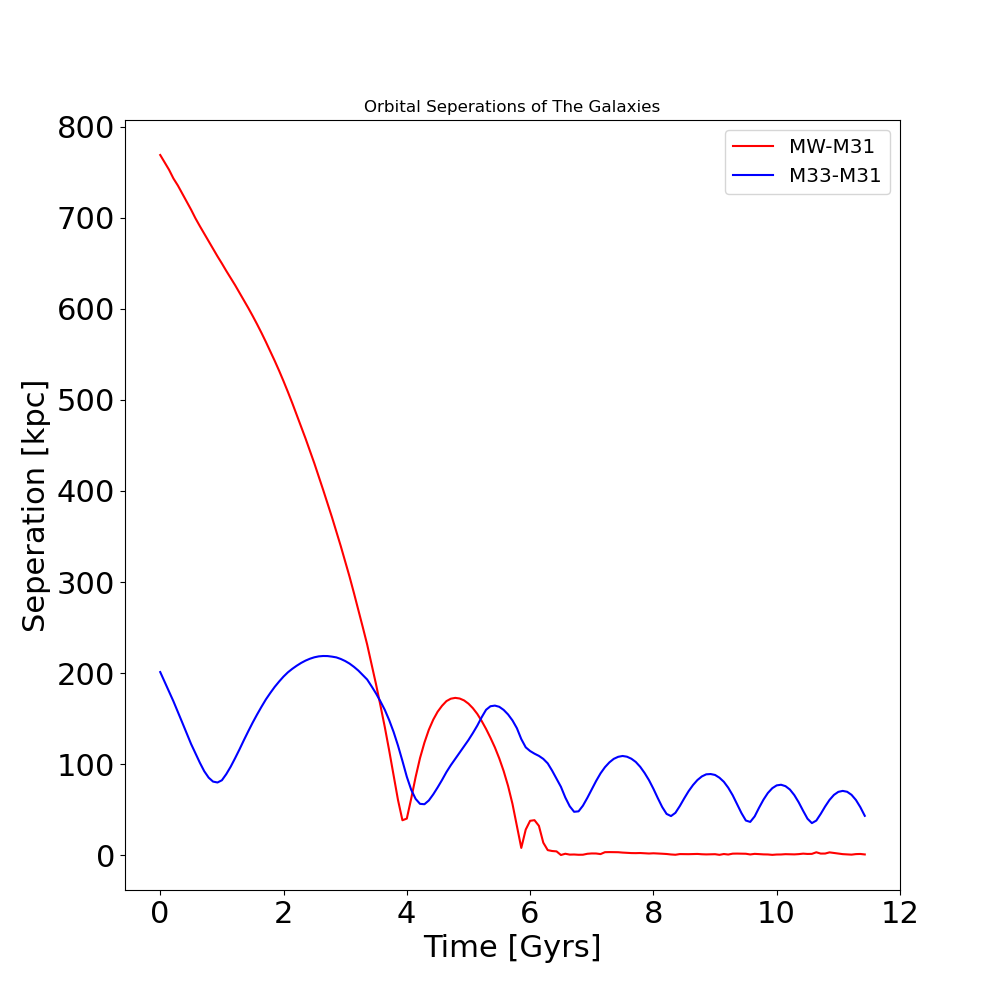 Orbital Seperations of The Galaxies
MW-M31
M33-M31
800
700
600
500
400
300
200
100
0
Seperation [kpc]
0 2 4 6 8 10 12
Time [Gyrs]